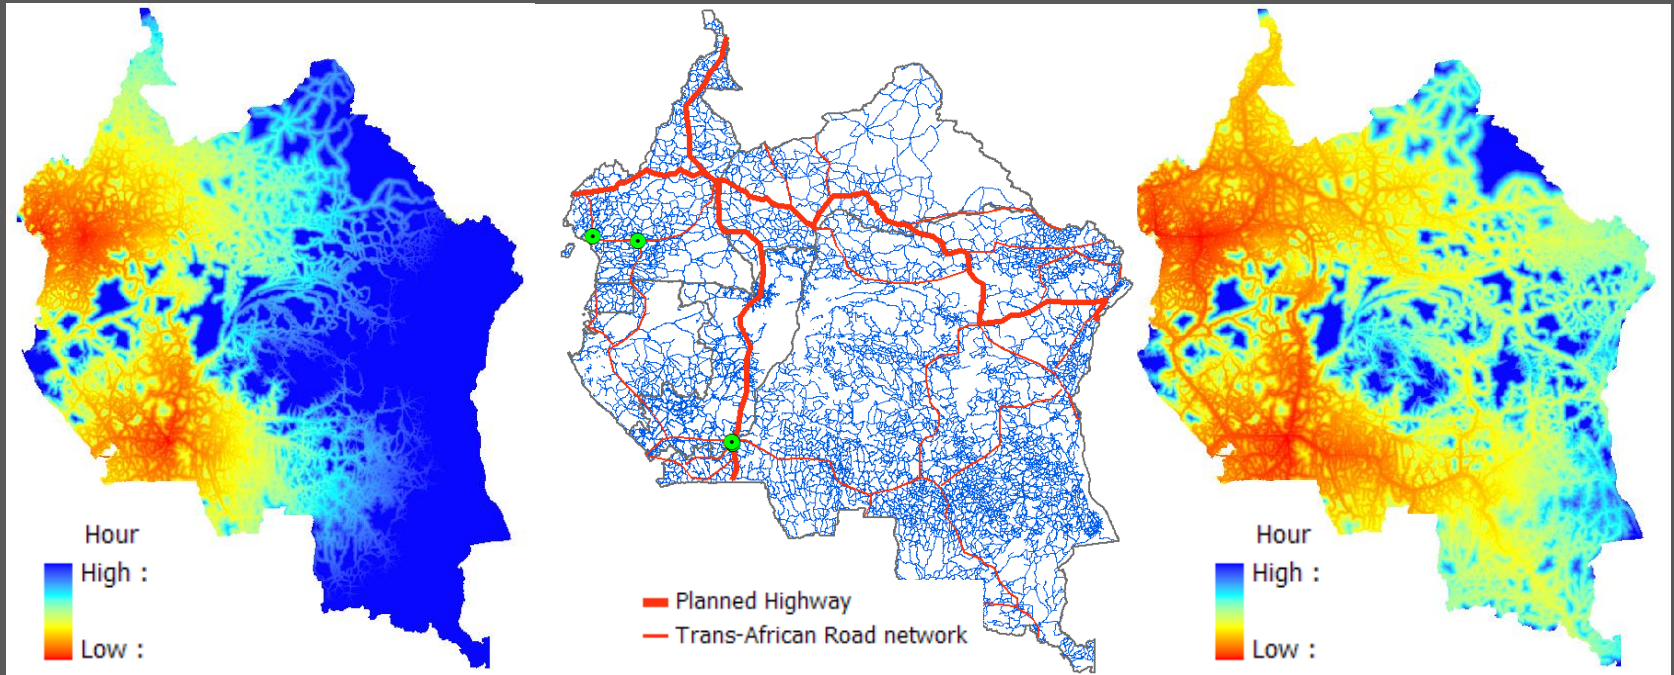 Hour
High :
Low :
Planned Highway
Trans-African Road network
Hour
High :
Low :